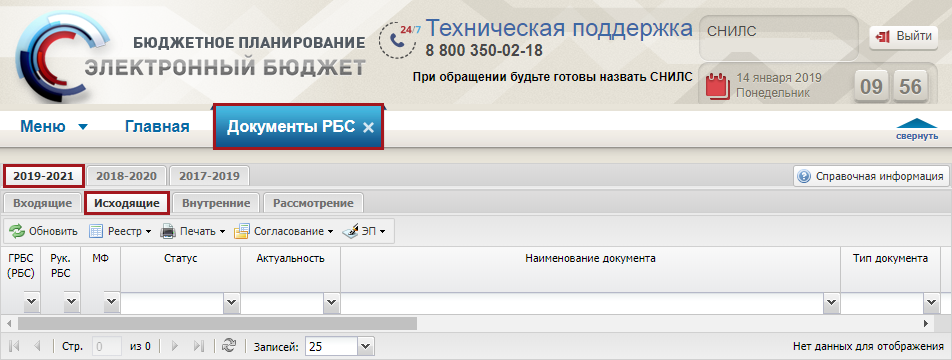 БЮДЖЕТНОЕ ПЛАНИРОВАНИЕ
ЭЛЕКТРОННЫЙ БЮДЖЕТ
24/7 Техническая поддержка
8 800 350-02-18
При обращении будьте готовы назвать СНИЛС
СНИЛС
Выйти
14 января 2019
Понедельник
09 56
Меню Главная Документы РБС
свернуть
2019-2021 2018-2020 2017-2019 Справочная информация
Входящие Исходящие Внутренние Рассмотрение
Обновить Реестр Печать Согласование ЭП
ГРБС (РБС) Рук. РБС МФ Статус Актуальность Наименование документа Тип документа
Стр. 0 из 0 Записей: 25 Нет данных для отображения